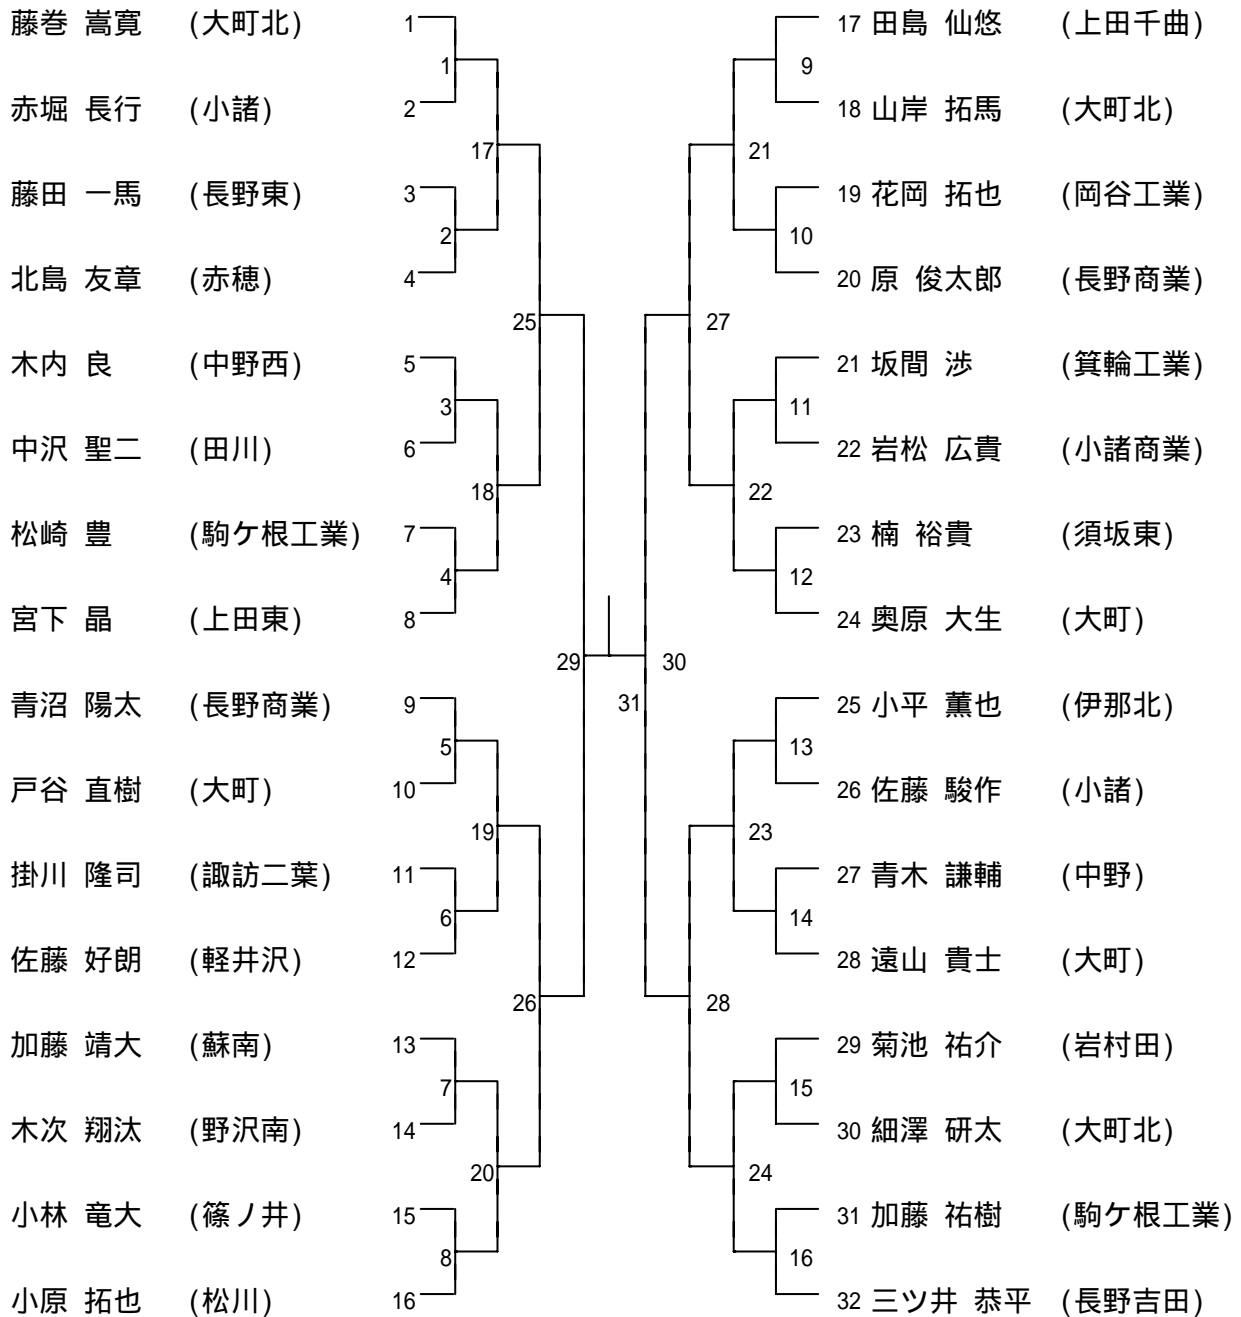 藤巻 嵩寛 (大町北) 1
1
赤堀 長行 (小諸) 2
17
藤田 一馬 (長野東) 3
2
北島 友章 (赤穂) 4
25
木内 良 (中野西) 5
3
中沢 聖二 (田川) 6
18
松崎 豊 (駒ケ根工業) 7
4
宮下 晶 (上田東) 8
29
青沼 陽太 (長野商業) 9
5
戸谷 直樹 (大町) 10
19
掛川 隆司 (諏訪二葉) 11
6
佐藤 好朗 (軽井沢) 12
26
加藤 靖大 (蘇南) 13
7
木次 翔汰 (野沢南) 14
20
小林 竜大 (篠ノ井) 15
8
小原 拓也 (松川) 16
31
17 田島 仙悠 (上田千曲)
9
18 山岸 拓馬 (大町北)
21
19 花岡 拓也 (岡谷工業)
10
20 原 俊太郎 (長野商業)
27
21 坂間 渉 (箕輪工業)
11
22 岩松 広貴 (小諸商業)
22
23 楠 裕貴 (須坂東)
12
24 奥原 大生 (大町)
30
25 小平 薫也 (伊那北)
13
26 佐藤 駿作 (小諸)
23
27 青木 謙輔 (中野)
14
28 遠山 貴士 (大町)
28
29 菊池 祐介 (岩村田)
15
30 細澤 研太 (大町北)
24
31 加藤 祐樹 (駒ケ根工業)
16
32 三ツ井 恭平 (長野吉田)